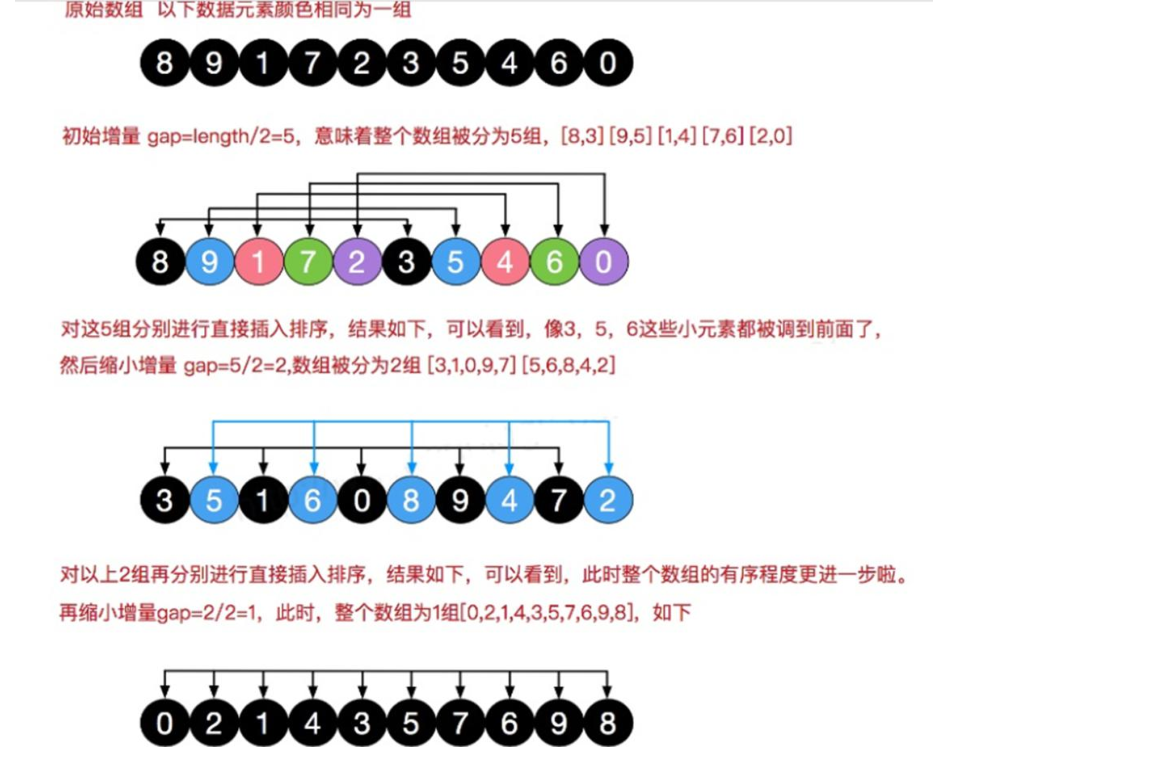 原始数组 以下数据元素颜色相同为一组
8 9 1 7 2 3 5 4 6 0
初始增量 gap=length/2=5，意味着整个数组被分为5组，[8,3] [9,5] [1,4] [7,6] [2,0]
8 9 1 7 2 3 5 4 6 0
对这5组分别进行直接插入排序，结果如下，可以看到，像3，5，6这些小元素都被调到前面了，
然后缩小增量 gap=5/2=2,数组被分为2组 [3,1,0,9,7] [5,6,8,4,2]
3 5 1 6 0 8 9 4 7 2
对以上2组再分别进行直接插入排序，结果如下，可以看到，此时整个数组的有序程度更进一步啦。
再缩小增量gap=2/2=1，此时，整个数组为1组[0,2,1,4,3,5,7,6,9,8]，如下
0 2 1 4 3 5 7 6 9 8